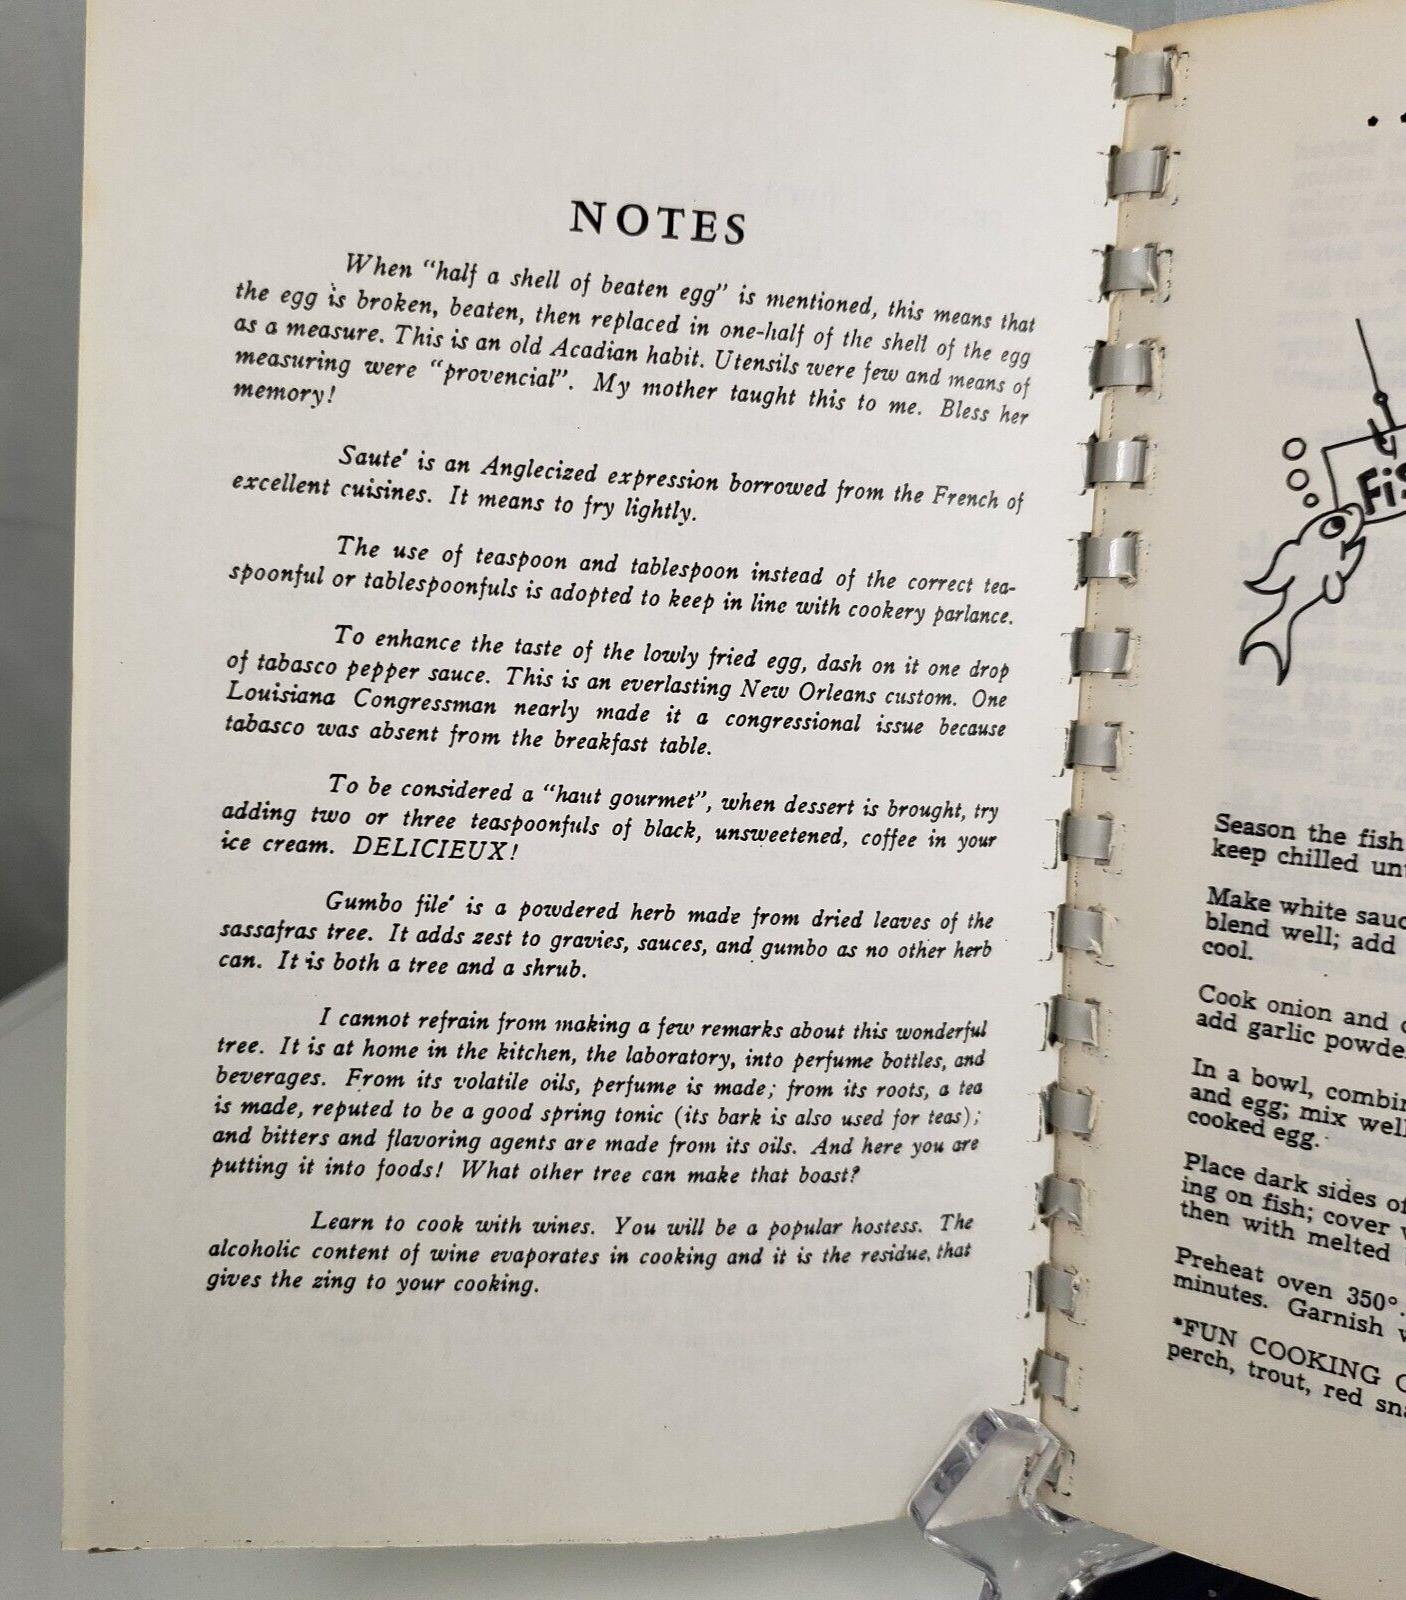 NOTES
When "half a shell of beaten egg" is mentioned, this means that
the egg is broken, beaten, then replaced in one-half of the shell of the egg
as a measure. This is an old Acadian habit. Utensils were few and means of
measuring were "provencial". My mother taught this to me. Bless her
memory!
Saute' is an Anglecized expression borrowed from the French of
excellent cuisines. It means to fry lightly.
The use of teaspoon and tablespoon instead of the correct tea-
spoonful or tablespoonfuls is adopted to keep in line with cookery parlance.
To enhance the taste of the lowly fried egg, dash on it one drop
of tabasco pepper sauce. This is an everlasting New Orleans custom. One
Louisiana Congressman nearly made it a congressional issue because
tabasco was absent from the breakfast table.
To be considered a "haut gourmet", when dessert is brought, try
adding two or three teaspoonfuls of black, unsweetened, coffee in your
ice cream. DELICIEUX!
Gumbo file' is a powdered herb made from dried leaves of the
sassafras tree. It adds zest to gravies, sauces, and gumbo as no other herb
can. It is both a tree and a shrub.
I cannot refrain from making a few remarks about this wonderful
tree. It is at home in the kitchen, the laboratory, into perfume bottles, and
beverages. From its volatile oils, perfume is made; from its roots, a tea
is made, reputed to be a good spring tonic (its bark is also used for teas);
and bitters and flavoring agents are made from its oils. And here you are
putting it into foods! What other tree can make that boast?
Learn to cook with wines. You will be a popular hostess. The
alcoholic content of wine evaporates in cooking and it is the residue, that
gives the zing to your cooking.
Season the fish
keep chilled
Make white
blend well; add
cool.
Cook onion and
add garlic
In a bowl,
and egg; mix well
cooked egg.
Place dark sides
ing on fish; cover
then with melted
Preheat oven 350°.
minutes. Garnish
*FUN COOKING
perch, trout, red